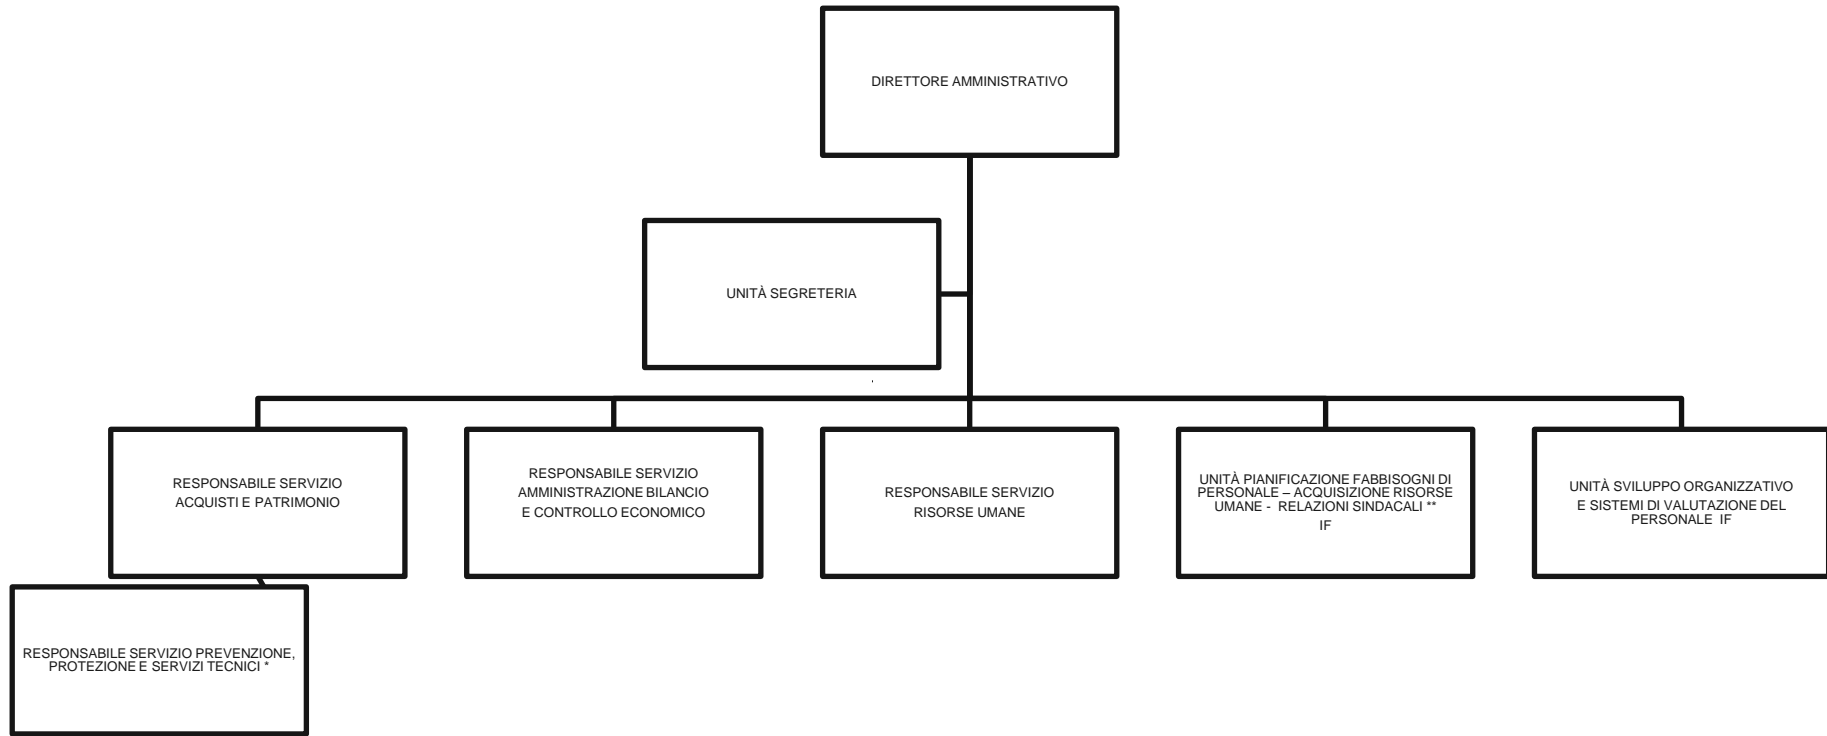 DIRETTORE AMMINISTRATIVO
UNITÀ SEGRETERIA
RESPONSABILE SERVIZIO
ACQUISTI E PATRIMONIO
RESPONSABILE SERVIZIO
AMMINISTRAZIONE BILANCIO
E CONTROLLO ECONOMICO
RESPONSABILE SERVIZIO
RISORSE UMANE
UNITÀ PIANIFICAZIONE FABBISOGNI DI
PERSONALE – ACQUISIZIONE RISORSE
UMANE - RELAZIONI SINDACALI **
IF
UNITÀ SVILUPPO ORGANIZZATIVO
E SISTEMI DI VALUTAZIONE DEL
PERSONALE IF
RESPONSABILE SERVIZIO PREVENZIONE,
PROTEZIONE E SERVIZI TECNICI *